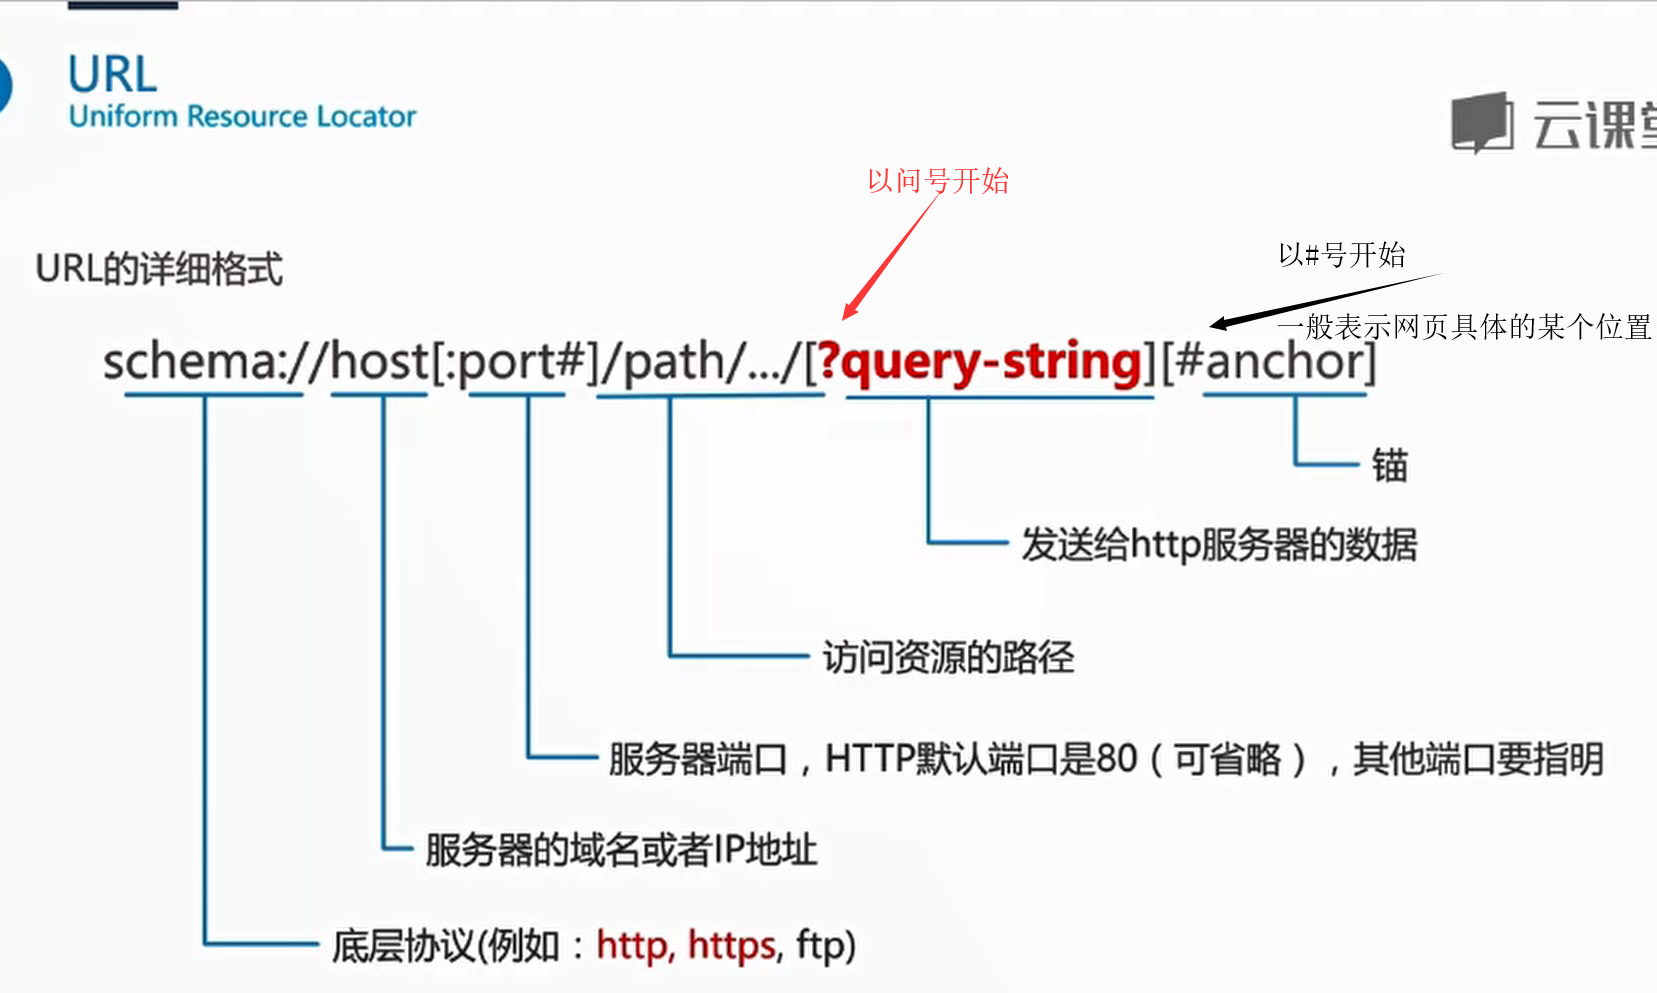 URL
Uniform Resource Locator
云课堂
以问号开始
以#号开始
URL的详细格式
一般表示网页具体的某个位置
schema://host[:port#]/path/.../[?query-string][#anchor]
锚
发送给http服务器的数据
访问资源的路径
服务器端口，HTTP默认端口是80（可省略），其他端口要指明
服务器的域名或者IP地址
底层协议(例如：http, https, ftp)